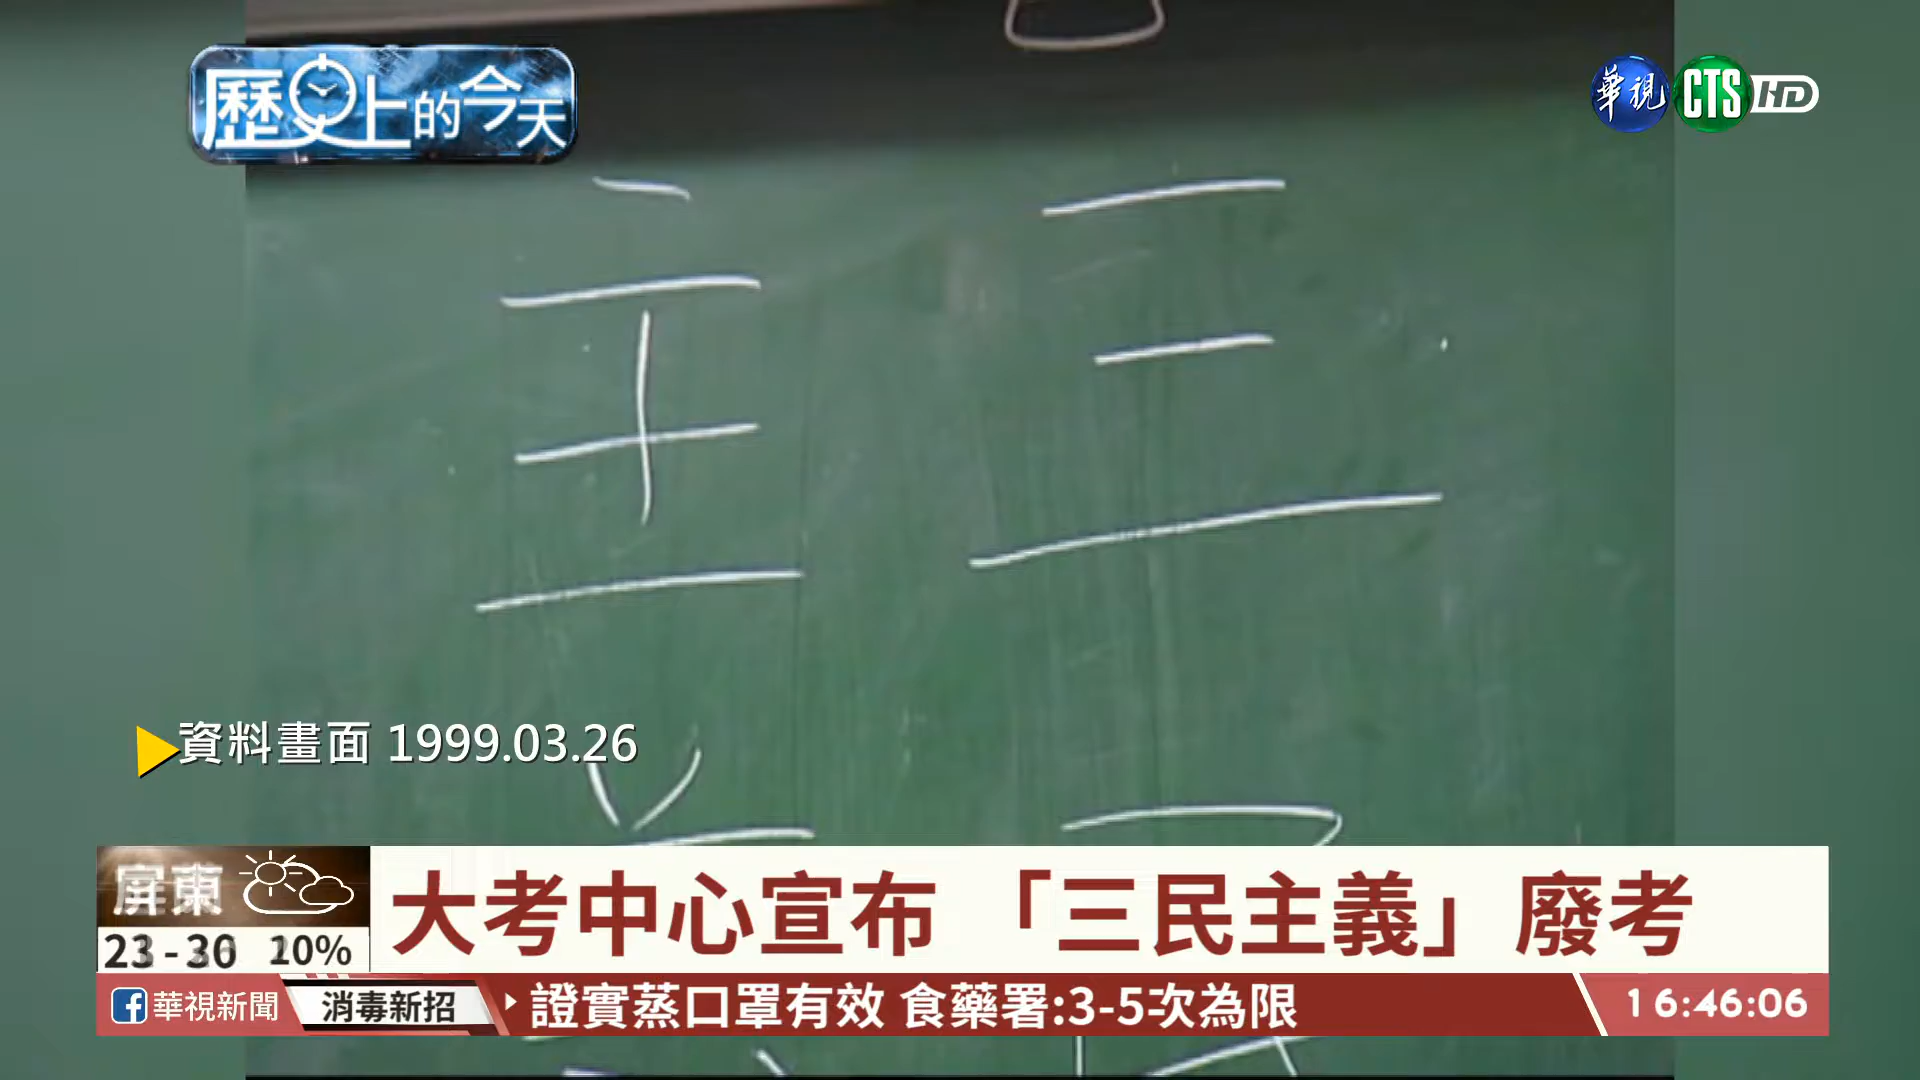 歷史上的今天
華視 CTS HD
三
主
資料畫面 1999.03.26
屏東
23-30 10%
大考中心宣布 「三民主義」廢考
華視新聞
消毒新招
證實蒸口罩有效 食藥署:3-5次為限
16:46:06